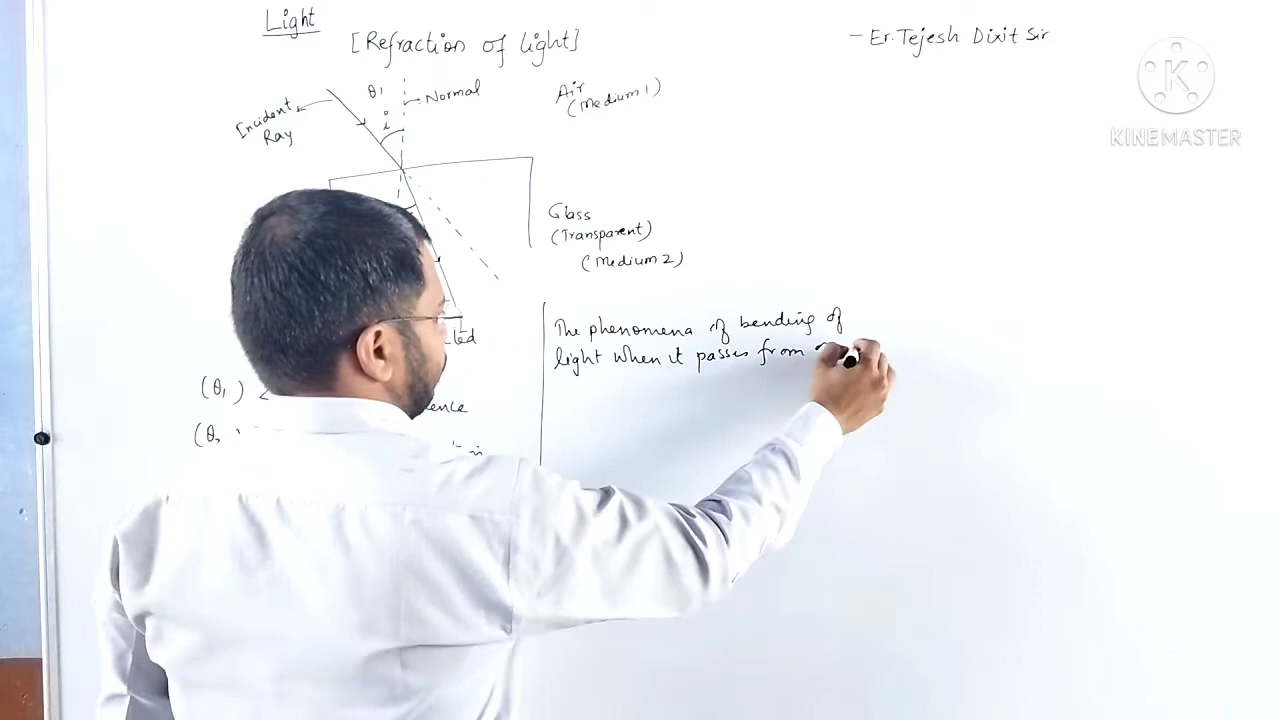 Light
[Refraction of light]
- Er. Tejesh Dixit Sir
K
KINEMASTER
θ1
Normal
i
Incident
Ray
Air
(Medium 1)
Glass
(Transparent)
(Medium 2)
The phenomena of bending of
light when it passes from
(θ1)
(θ